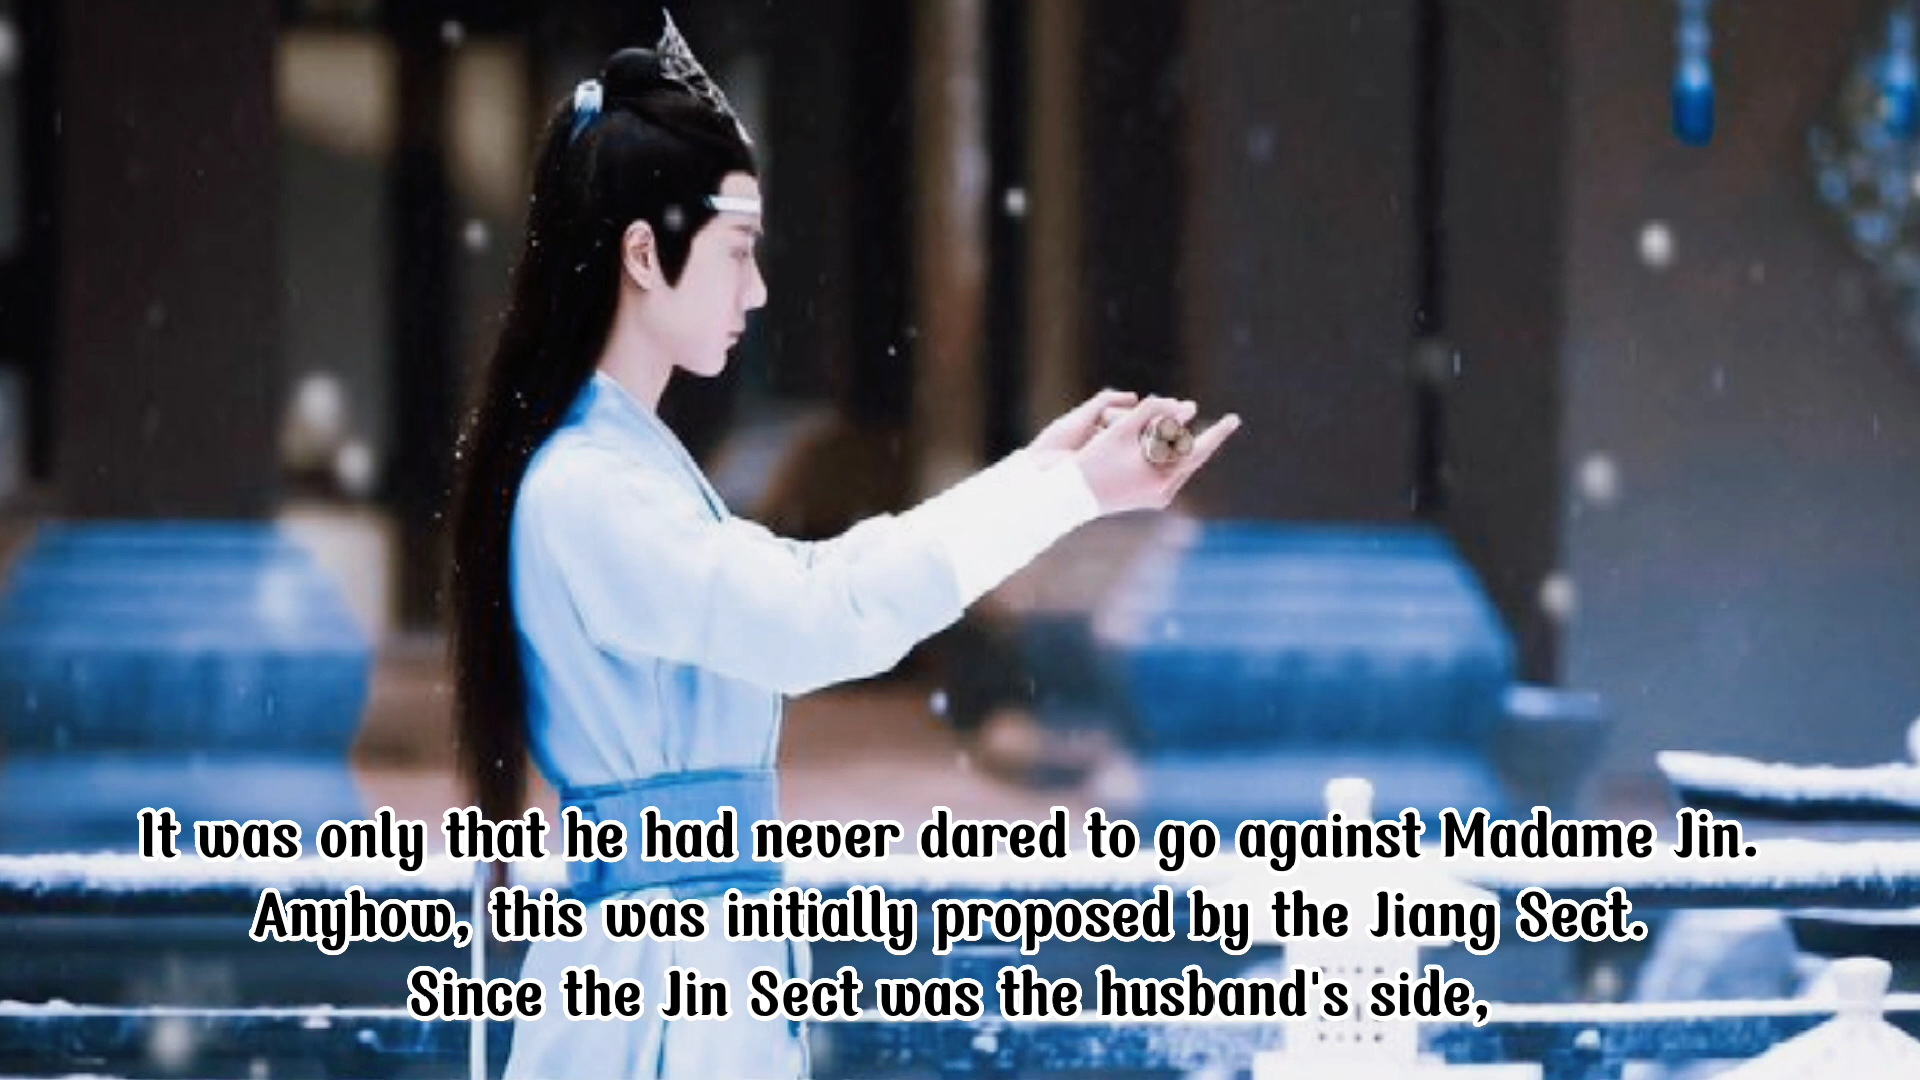 It was only that he had never dared to go against Madame Jin.
Anyhow, this was initially proposed by the Jiang Sect.
Since the Jin Sect was the husband's side,